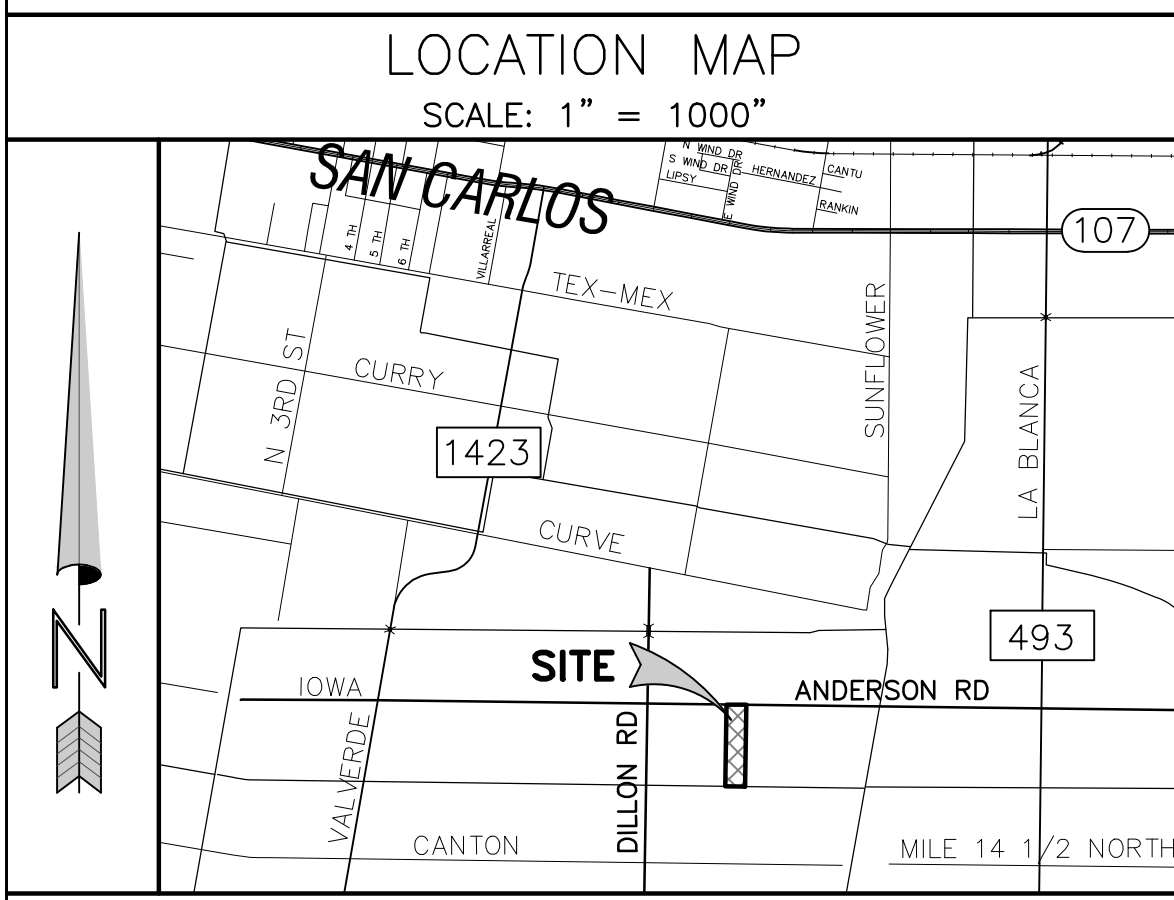 LOCATION MAP
SCALE: 1" = 1000"
SAN CARLOS
N WIND DR
S WIND DR
LIPSY
E WIND DR
HERNANDEZ
CANTU
RANKIN
107
4 TH
5 TH
6 TH
VILLARREAL
TEX-MEX
SUNFLOWER
N 3RD ST
CURRY
LA BLANCA
1423
CURVE
493
SITE
IOWA
ANDERSON RD
VALVERDE
DILLON RD
CANTON
MILE 14 1/2 NORTH
N